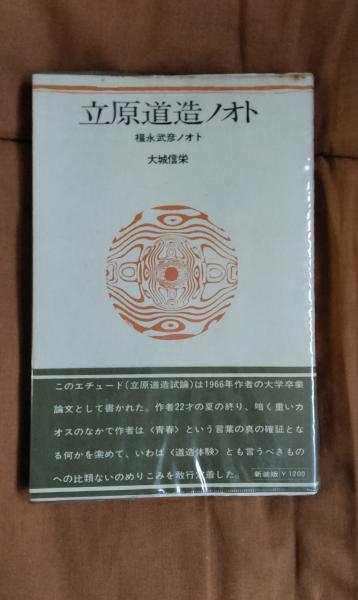 立原道造ノオト
福永武彦ノオト
大城信栄
このエチュード(立原道造試論)は1966年作者の大学卒業
論文として書かれた。作者22才の夏の終り、暗く重いカ
オスのなかで作者は〈青春〉という言葉の真の確証とな
る何かを索めて、いわば〈道造体験〉とも言うべきもの
への比類ないのめりこみを敢行
した。
新装版 ¥1200